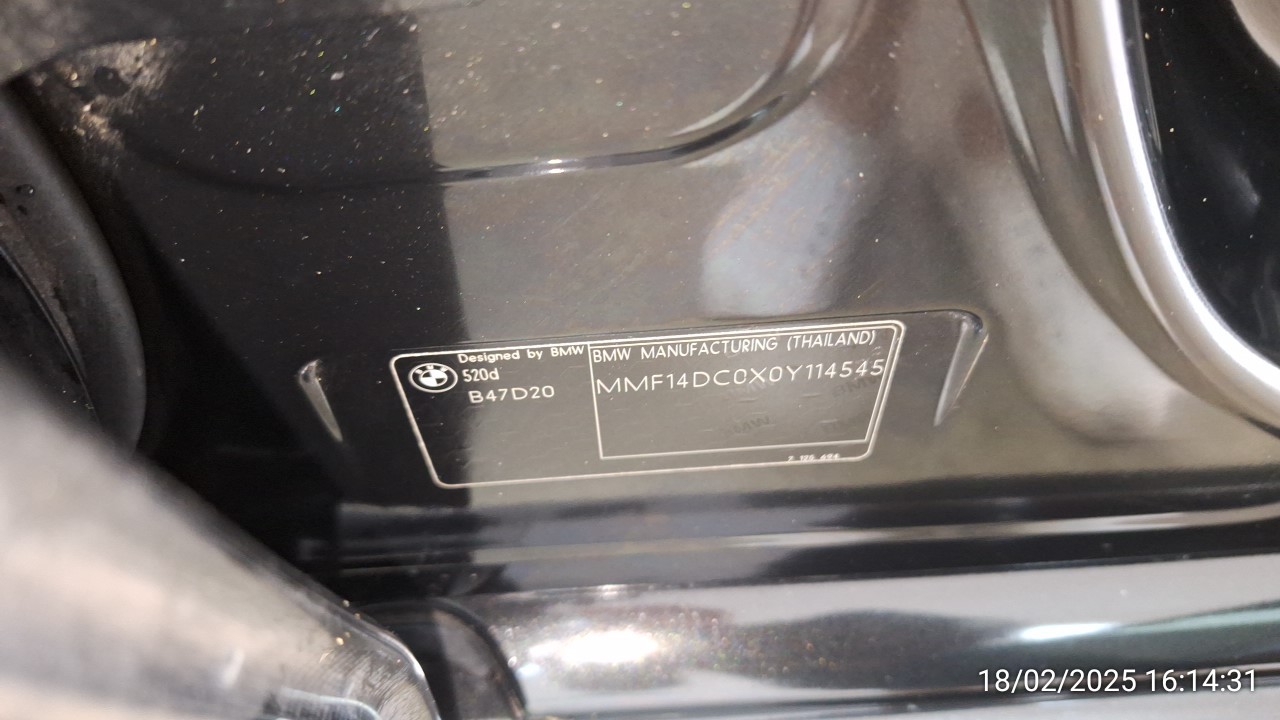 Designed by BMW
520d
B47D20
BMW MANUFACTURING (THAILAND)
MMF14DC0X0Y114545
18/02/2025 16:14:31